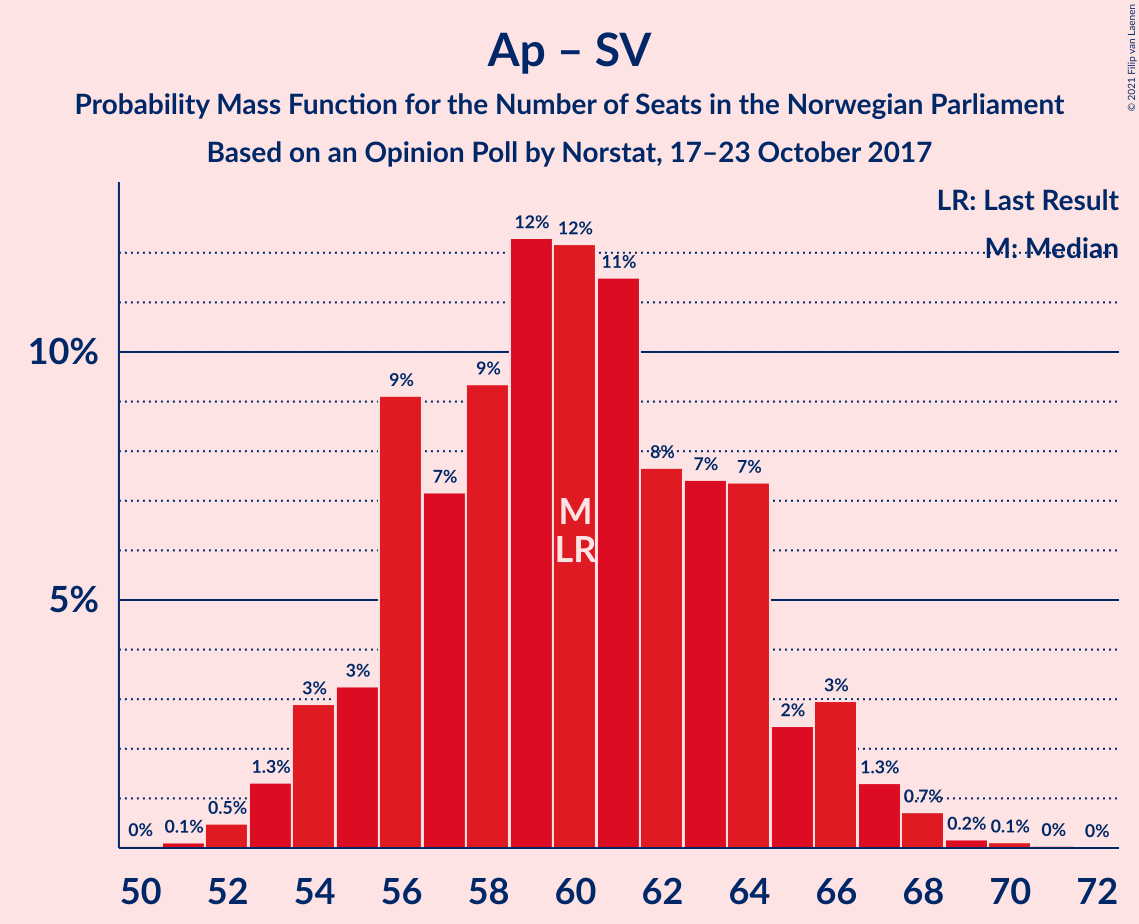 Ap – SV
Probability Mass Function for the Number of Seats in the Norwegian Parliament
Based on an Opinion Poll by Norstat, 17–23 October 2017
© 2021 Filip van Laenen
LR: Last Result
M: Median
10%
5%
0%
0.1%
0.5%
1.3%
3%
3%
9%
7%
9%
12%
12%
11%
8%
7%
7%
2%
3%
1.3%
0.7%
0.2%
0.1%
0%
0%
M
LR
50 52 54 56 58 60 62 64 66 68 70 72